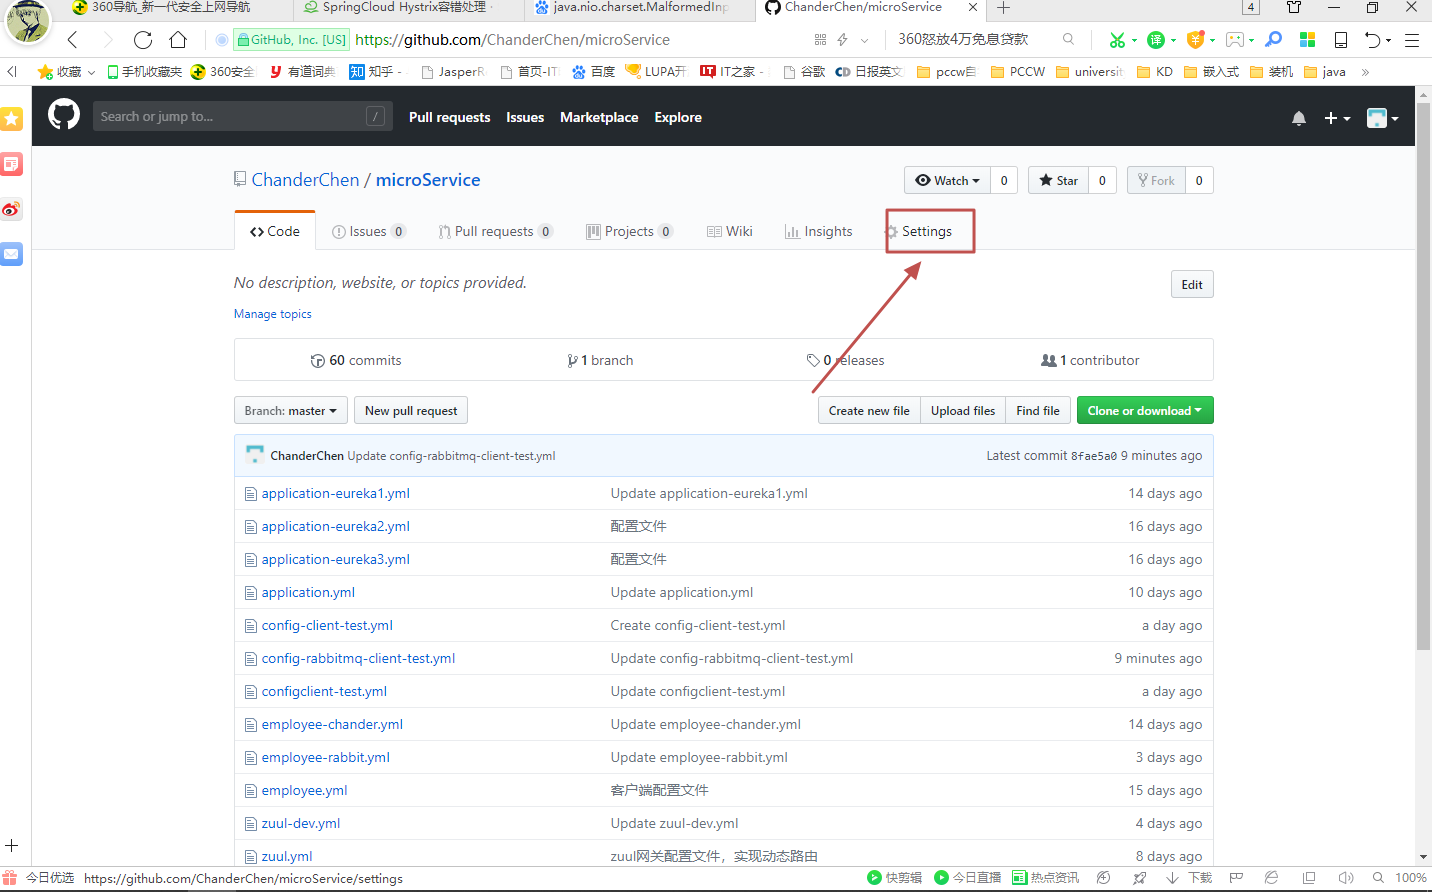 360导航_新一代安全上网导航
SpringCloud Hystrix容错处理
java.nio.charset.MalformedInp
ChanderChen/microService
4
GitHub, Inc. [US]
https://github.com/ChanderChen/microService
360怒放4万免息贷款
译
收藏
手机收藏夹
360安全
有道词典
知
知乎 -
JasperR
首页-IT
百度
LUPA开
IT
IT之家 -
谷歌
CD
日报英文
pccw自
PCCW
universit
KD
嵌入式
装机
java
»
Search or jump to...
/
Pull requests
Issues
Marketplace
Explore
ChanderChen / microService
Watch
0
Star
0
Fork
0
Code
Issues 0
Pull requests 0
Projects 0
Wiki
Insights
Settings
No description, website, or topics provided.
Edit
Manage topics
60 commits
1 branch
0 releases
1 contributor
Branch: master
New pull request
Create new file
Upload files
Find file
Clone or download
ChanderChen Update config-rabbitmq-client-test.yml
Latest commit 8fae5a0 9 minutes ago
application-eureka1.yml Update application-eureka1.yml 14 days ago
application-eureka2.yml 配置文件 16 days ago
application-eureka3.yml 配置文件 16 days ago
application.yml Update application.yml 10 days ago
config-client-test.yml Create config-client-test.yml a day ago
config-rabbitmq-client-test.yml Update config-rabbitmq-client-test.yml 9 minutes ago
configclient-test.yml Update configclient-test.yml a day ago
employee-chander.yml Update employee-chander.yml 14 days ago
employee-rabbit.yml Update employee-rabbit.yml 3 days ago
employee.yml 客户端配置文件 15 days ago
zuul-dev.yml Update zuul-dev.yml 4 days ago
zuul.yml zuul网关配置文件，实现动态路由 8 days ago
今日优选
https://github.com/ChanderChen/microService/settings
快剪辑
今日直播
热点资讯
下载
100%